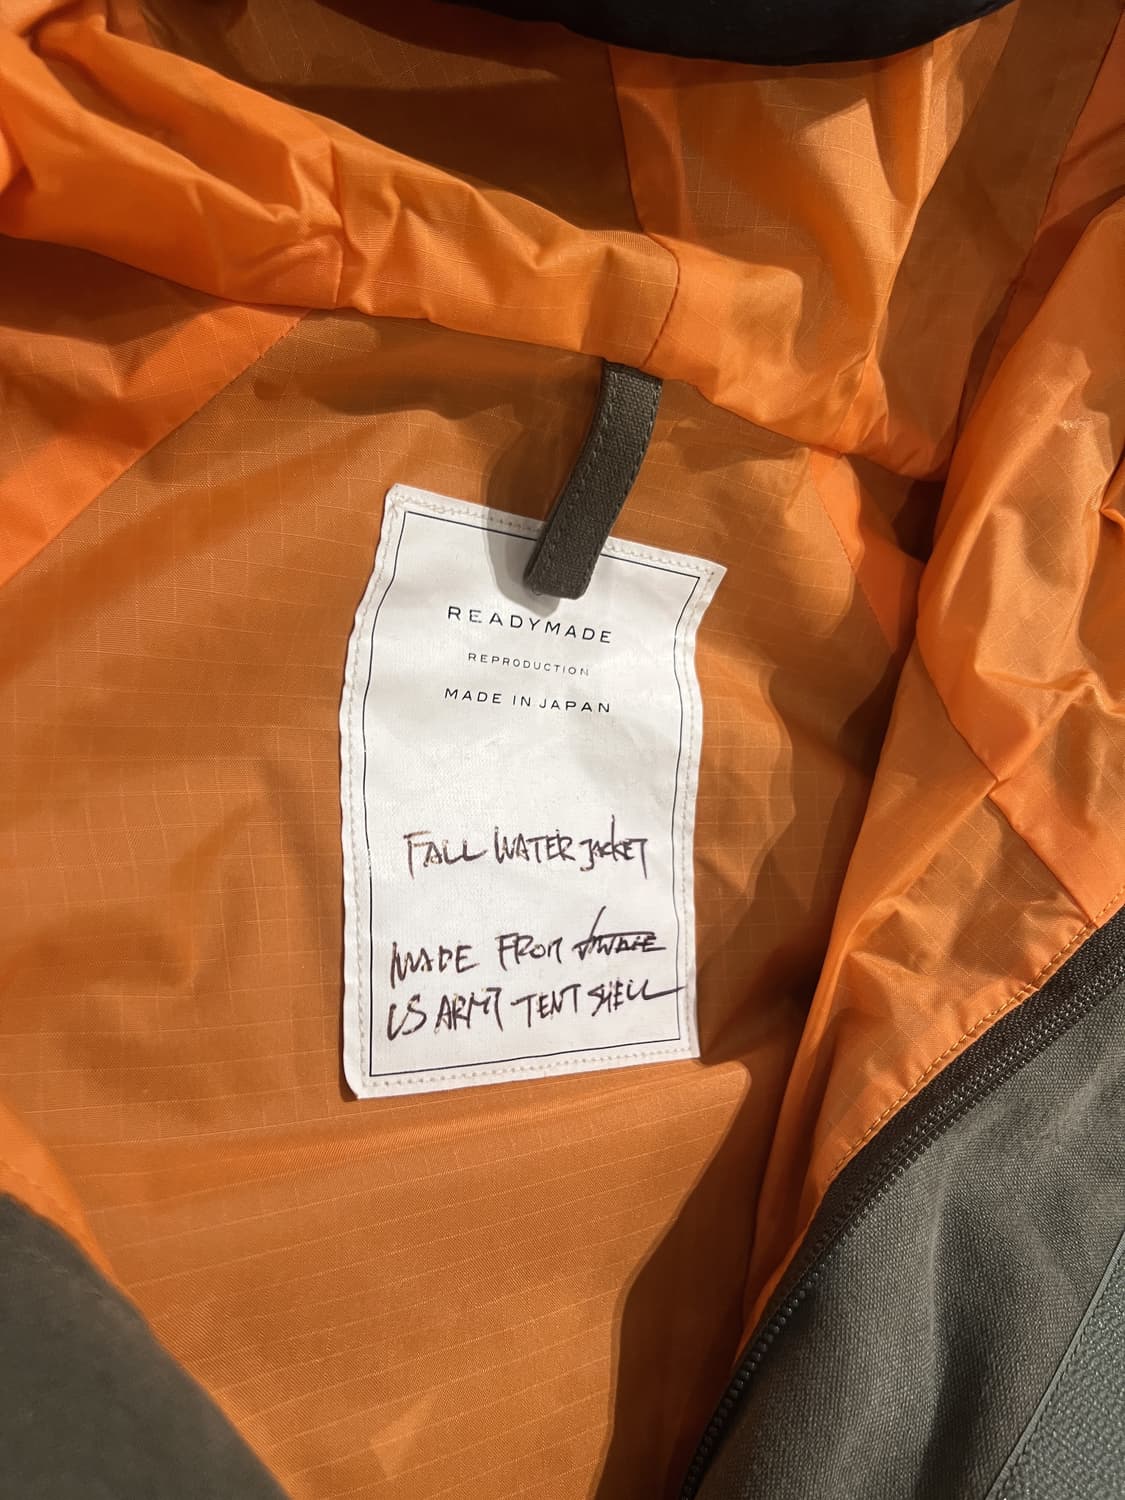 READYMADE
REPRODUCTION
MADE IN JAPAN
FALL WATER JACKET
MADE FROM
US ARMY TENT SHELL